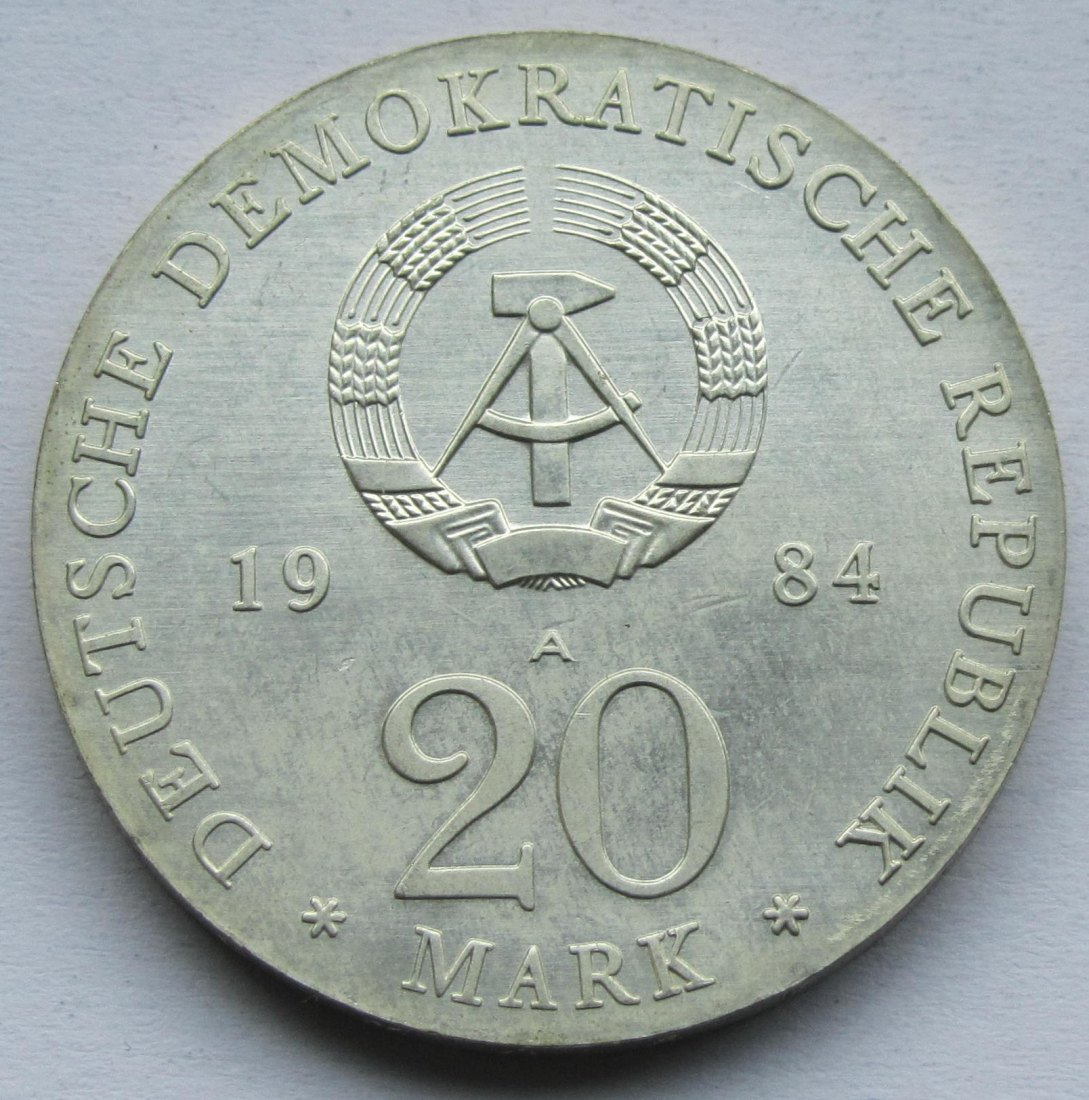 DEUTSCHE DEMOKRATISCHE REPUBLIK
19 84
A
20
* MARK *